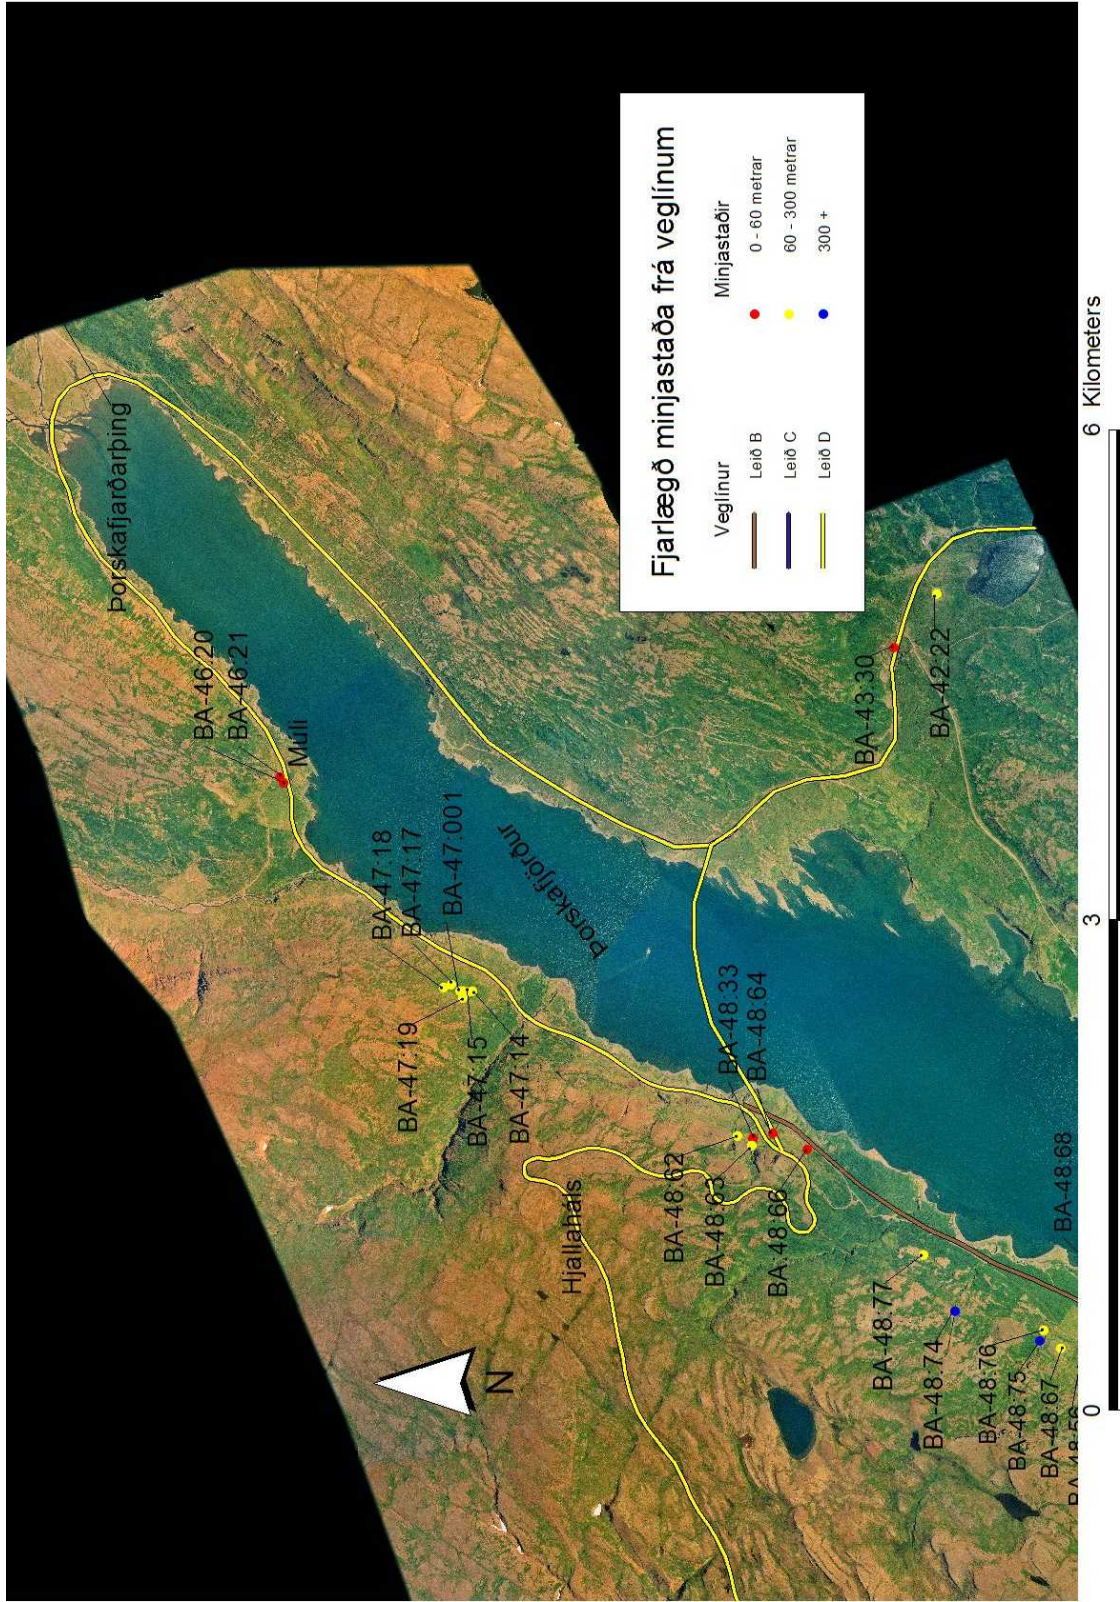 Þorskafjarðarþing
BA-46:20
BA-46:21
Múli
BA-47:18
BA-47:17
BA-47:001
BA-47:19
BA-47:15
BA-47:14
Þorskafjörður
Hjallaháls
BA-48:33
BA-48:64
BA-48:62
BA-48:63
BA:48:66
BA-48:77
BA-48:74
BA-48:76
BA-48:75
BA-48:67
BA-48:56
BA-48:68
BA-43:30
BA-42:22
N
Fjarlægð minjastaða frá veglínum
Veglínur
Leið B
Leið C
Leið D
Minjastaðir
0 - 60 metrar
60 - 300 metrar
300 +
0
3
6 Kilometers